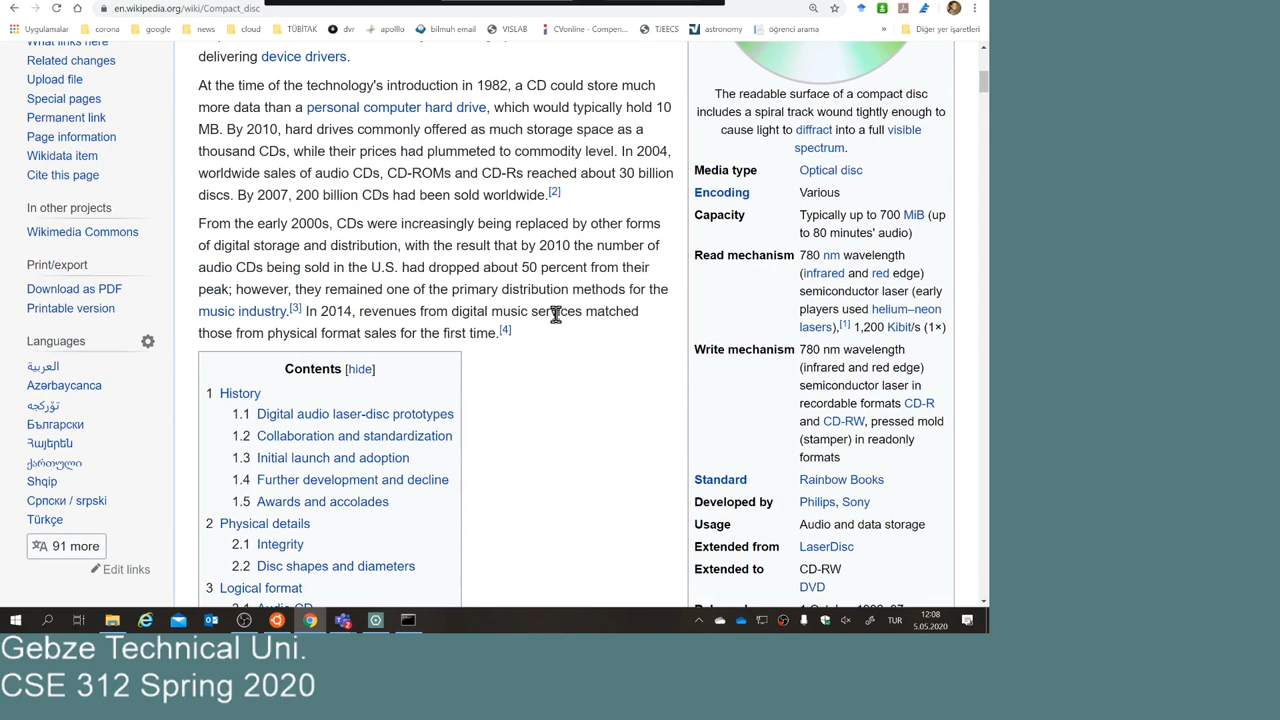 en.wikipedia.org/wiki/Compact_disc
Uygulamalar corona google news cloud TÜBİTAK dvr apolllo bilmuh email VISLAB CVonline - Compen... TJEECS astronomy öğrenci arama » Diğer yer işaretleri
What links here
Related changes
Upload file
Special pages
Permanent link
Page information
Wikidata item
Cite this page
In other projects
Wikimedia Commons
Print/export
Download as PDF
Printable version
Languages
العربية
Azərbaycanca
تۆرکجه
Български
Հայերեն
ქართული
Shqip
Српски / srpski
Türkçe
91 more
Edit links
delivering device drivers.
At the time of the technology's introduction in 1982, a CD could store much
more data than a personal computer hard drive, which would typically hold 10
MB. By 2010, hard drives commonly offered as much storage space as a
thousand CDs, while their prices had plummeted to commodity level. In 2004,
worldwide sales of audio CDs, CD-ROMs and CD-Rs reached about 30 billion
discs. By 2007, 200 billion CDs had been sold worldwide.[2]
From the early 2000s, CDs were increasingly being replaced by other forms
of digital storage and distribution, with the result that by 2010 the number of
audio CDs being sold in the U.S. had dropped about 50 percent from their
peak; however, they remained one of the primary distribution methods for the
music industry.[3] In 2014, revenues from digital music services matched
those from physical format sales for the first time.[4]
Contents [hide]
1 History
1.1 Digital audio laser-disc prototypes
1.2 Collaboration and standardization
1.3 Initial launch and adoption
1.4 Further development and decline
1.5 Awards and accolades
2 Physical details
2.1 Integrity
2.2 Disc shapes and diameters
3 Logical format
3.1 Audio CD
The readable surface of a compact disc
includes a spiral track wound tightly enough to
cause light to diffract into a full visible
spectrum.
Media type Optical disc
Encoding Various
Capacity Typically up to 700 MiB (up
to 80 minutes' audio)
Read mechanism 780 nm wavelength
(infrared and red edge)
semiconductor laser (early
players used helium–neon
lasers),[1] 1,200 Kibit/s (1×)
Write mechanism 780 nm wavelength
(infrared and red edge)
semiconductor laser in
recordable formats CD-R
and CD-RW, pressed mold
(stamper) in readonly
formats
Standard Rainbow Books
Developed by Philips, Sony
Usage Audio and data storage
Extended from LaserDisc
Extended to CD-RW
DVD
TUR
12:08
5.05.2020
Gebze Technical Uni.
CSE 312 Spring 2020